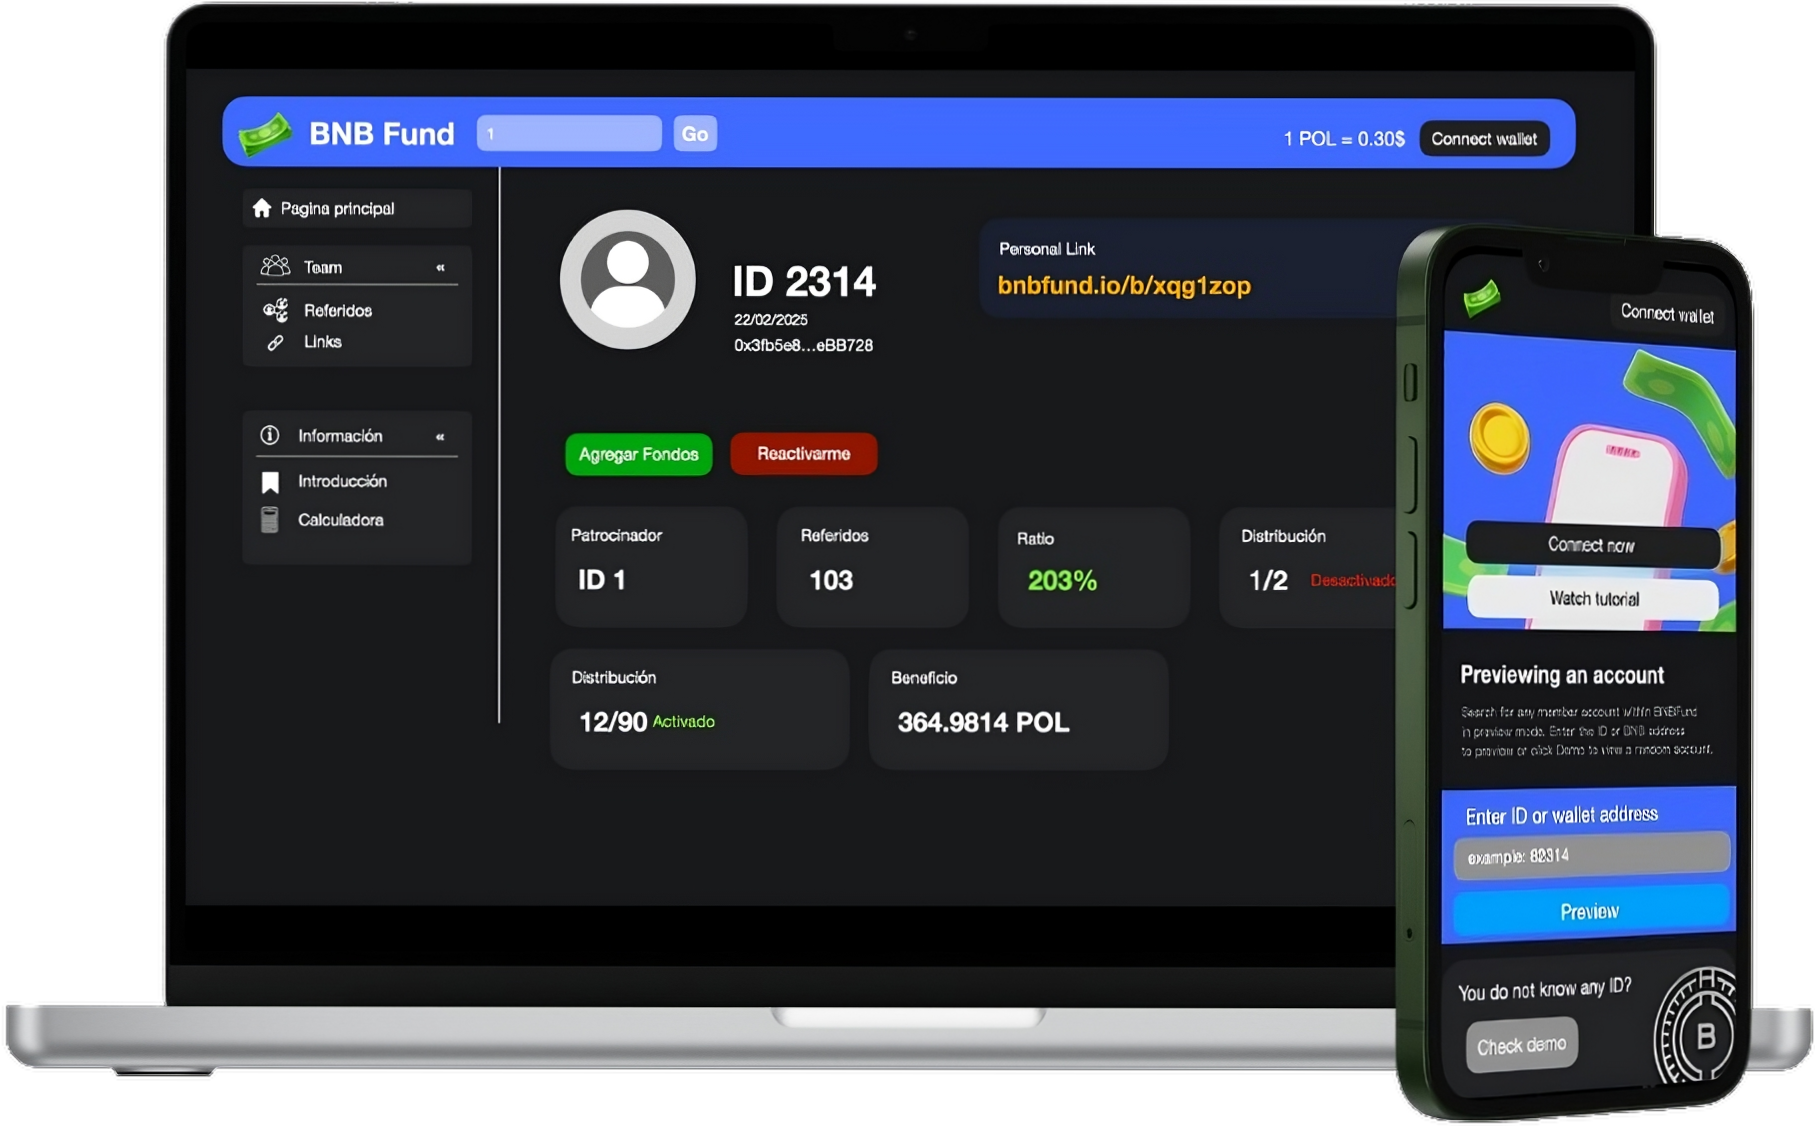 BNB Fund
1
Go
1 POL = 0.30$
Connect wallet
Pagina principal
Team «
Referidos
Links
Información «
Introducción
Calculadora
ID 2314
22/02/2025
0x3fb5e8...eBB728
Personal Link
bnbfund.io/b/xqg1zop
Agregar Fondos
Reactivarme
Patrocinador
ID 1
Referidos
103
Ratio
203%
Distribución
1/2 Desactivado
Distribución
12/90 Activado
Beneficio
364.9814 POL
Connect wallet
Connect now
Watch tutorial
Previewing an account
Search for any member account within BNBFund
in preview mode. Enter the ID or BNB address
to preview or click Demo to view a random account.
Enter ID or wallet address
example: 82314
Preview
You do not know any ID?
Check demo
B